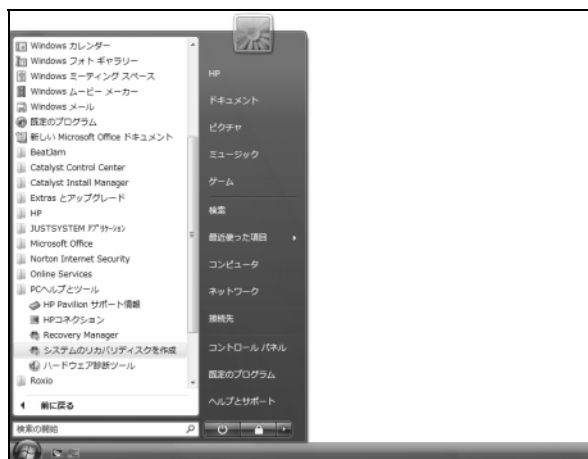 Windows カレンダー
Windows フォト ギャラリー
Windows ミーティング スペース
Windows ムービー メーカー
Windows メール
既定のプログラム
新しい Microsoft Office ドキュメント
BeatJam
Catalyst Control Center
Catalyst Install Manager
Extras とアップグレード
HP
JUSTSYSTEM ｱﾌﾟﾘｹｰｼｮﾝ
Microsoft Office
Norton Internet Security
Online Services
PCヘルプとツール
HP Pavilion サポート情報
HPコネクション
Recovery Manager
システムのリカバリディスクを作成
ハードウェア診断ツール
Roxio
前に戻る
検索の開始
HP
ドキュメント
ピクチャ
ミュージック
ゲーム
検索
最近使った項目
コンピュータ
ネットワーク
接続先
コントロール パネル
既定のプログラム
ヘルプとサポート